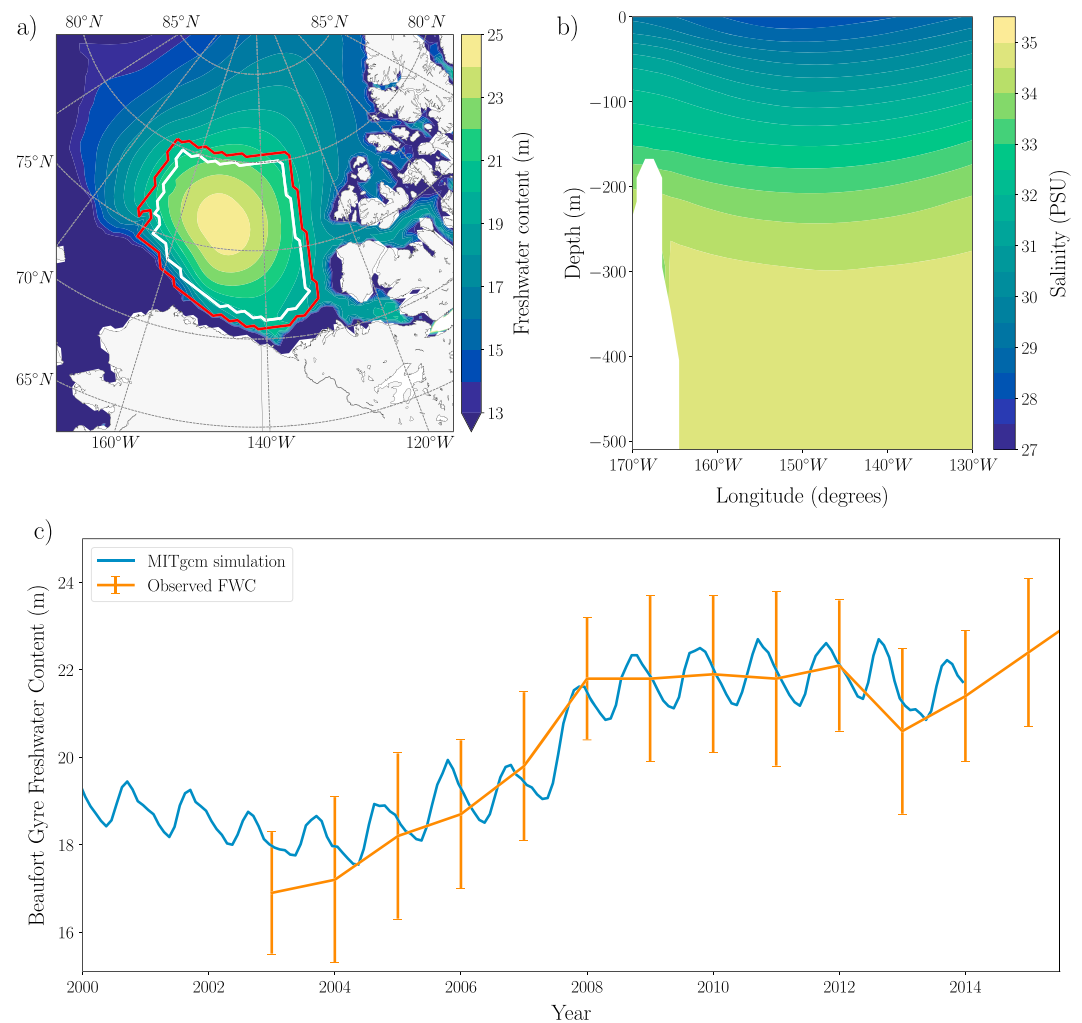 a)
80°N
85°N
85°N
80°N
75°N
70°N
65°N
160°W
140°W
120°W
25
23
21
19
17
15
13
Freshwater content (m)
b)
0
−100
−200
−300
−400
−500
Depth (m)
170°W
160°W
150°W
140°W
130°W
Longitude (degrees)
35
34
33
32
31
30
29
28
27
Salinity (PSU)
c)
MITgcm simulation
Observed FWC
24
22
20
18
16
Beaufort Gyre Freshwater Content (m)
2000
2002
2004
2006
2008
2010
2012
2014
Year